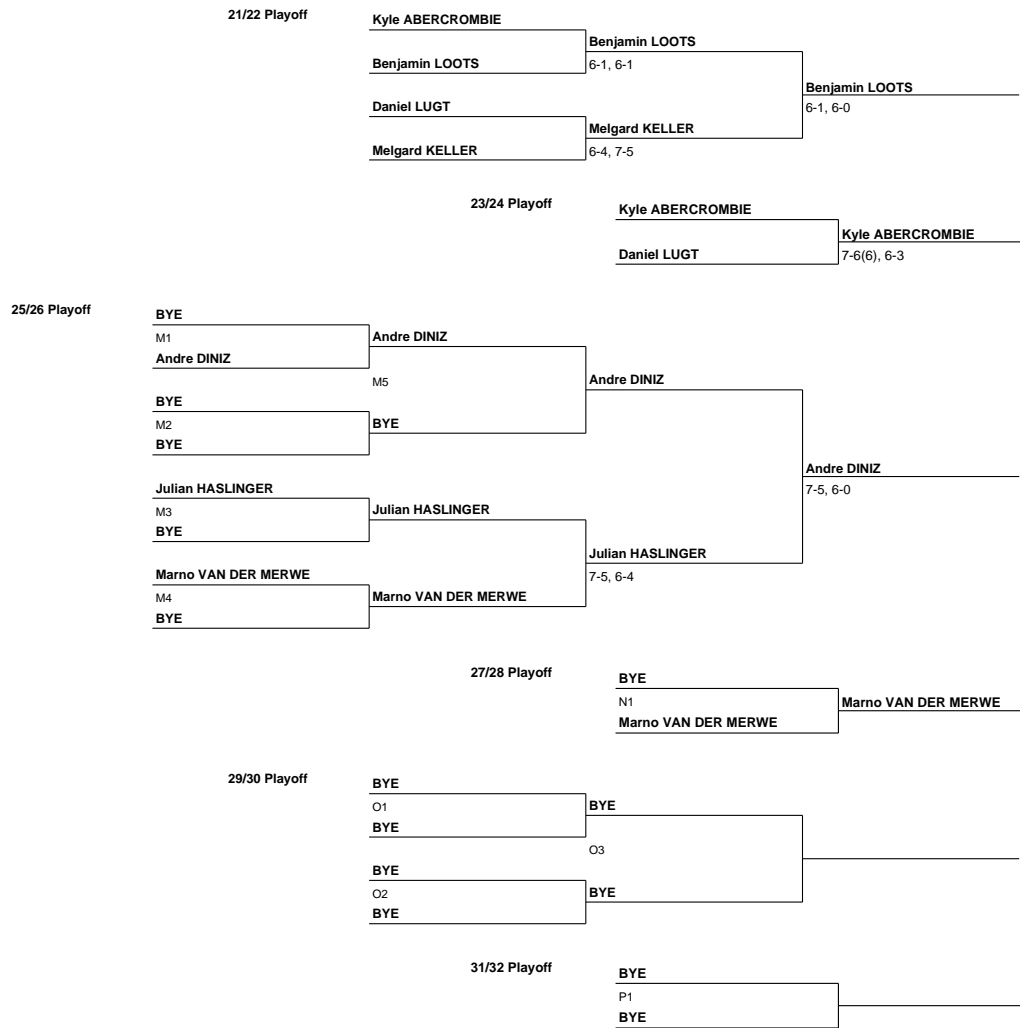 21/22 Playoff
Kyle ABERCROMBIE
Benjamin LOOTS
Benjamin LOOTS
6-1, 6-1
Benjamin LOOTS
6-1, 6-0
Daniel LUGT
Melgard KELLER
Melgard KELLER
6-4, 7-5
23/24 Playoff
Kyle ABERCROMBIE
Kyle ABERCROMBIE
Daniel LUGT
7-6(6), 6-3
25/26 Playoff
BYE
M1
Andre DINIZ
Andre DINIZ
M5
Andre DINIZ
BYE
M2
BYE
BYE
Andre DINIZ
7-5, 6-0
Julian HASLINGER
M3
Julian HASLINGER
BYE
Julian HASLINGER
7-5, 6-4
Marno VAN DER MERWE
M4
Marno VAN DER MERWE
BYE
27/28 Playoff
BYE
N1
Marno VAN DER MERWE
Marno VAN DER MERWE
29/30 Playoff
BYE
O1
BYE
BYE
O3
BYE
O2
BYE
BYE
31/32 Playoff
BYE
P1
BYE